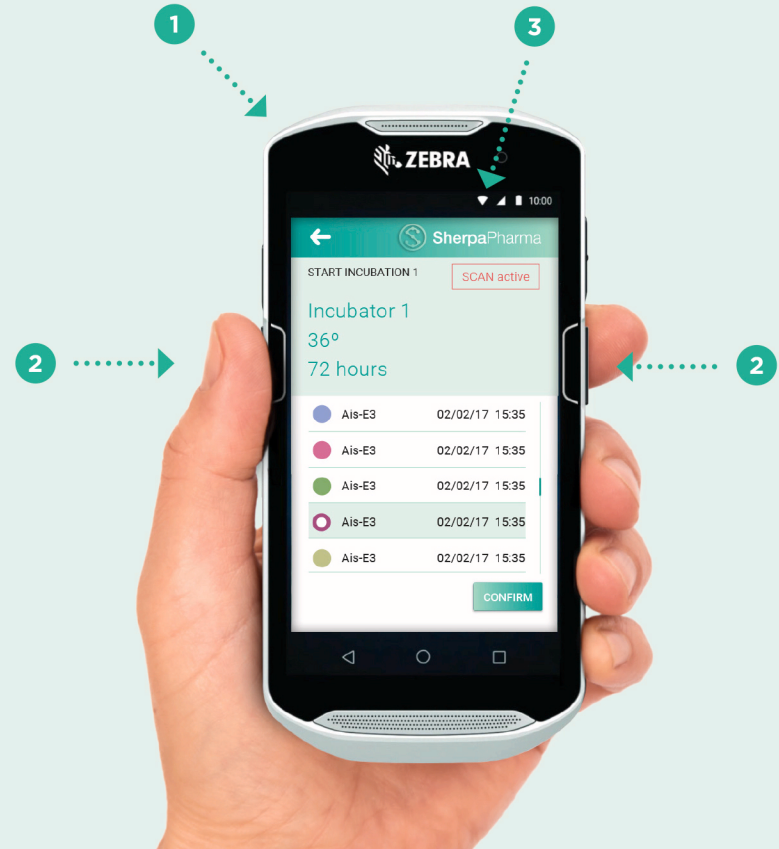 1
3
ZEBRA
10:00
SherpaPharma
START INCUBATION 1
SCAN active
Incubator 1
36º
72 hours
2
2
Ais-E3 02/02/17 15:35
Ais-E3 02/02/17 15:35
Ais-E3 02/02/17 15:35
Ais-E3 02/02/17 15:35
Ais-E3 02/02/17 15:35
CONFIRM